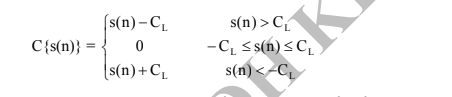 s(n) − C_L    s(n) > C_L
C{s(n)} = { 0    −C_L ≤ s(n) ≤ C_L
s(n) + C_L    s(n) < −C_L